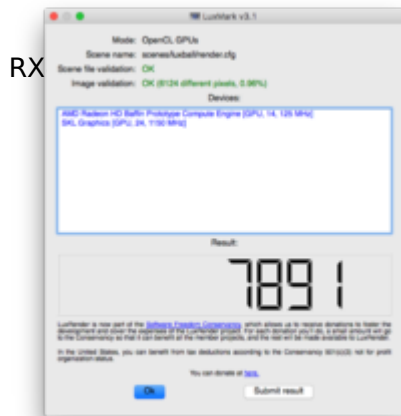 LuxMark v3.1
Mode: OpenCL GPUs
Scene name: scenes/luxball/render.cfg
RX
Scene file validation: OK
Image validation: OK (6124 different pixels, 0.96%)
Devices:
AMD Radeon HD Baffin Prototype Compute Engine [GPU, 14, 125 MHz]
SKL Graphics [GPU, 24, 1150 MHz]
Result:
7891
LuxRender is now part of the Software Freedom Conservancy, which allows us to receive donations to foster the
development and cover the expenses of the LuxRender project. For each donation you'll do, a small amount will go
to the Conservancy so that it can benefit all the member projects, and the rest will be made available to LuxRender.
In the United States, you can benefit from tax deductions according to the Conservancy 501(c)(3) not for profit
organization status.
You can donate at here.
Ok
Submit result